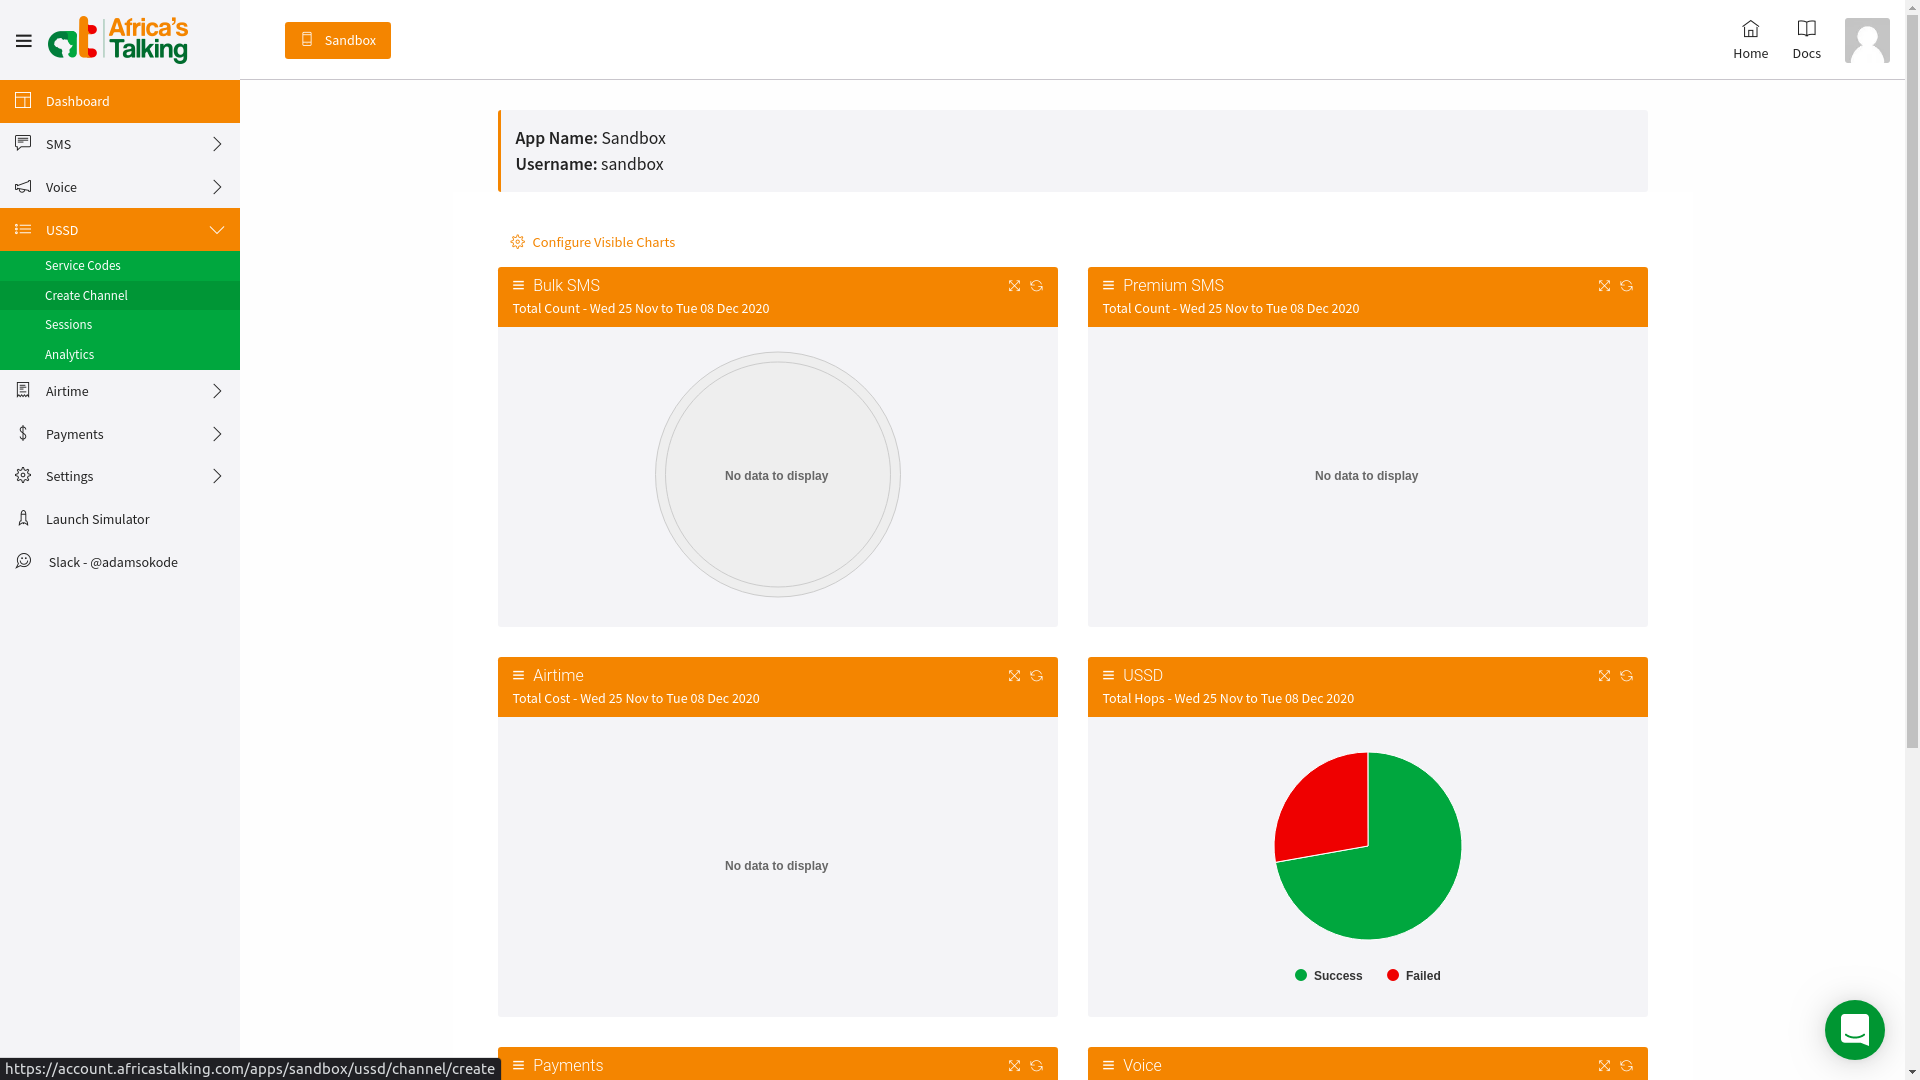 Africa's
Talking
Sandbox
Home
Docs
Dashboard
SMS
Voice
USSD
Service Codes
Create Channel
Sessions
Analytics
Airtime
Payments
Settings
Launch Simulator
Slack - @adamsokode
App Name: Sandbox
Username: sandbox
Configure Visible Charts
Bulk SMS
Total Count - Wed 25 Nov to Tue 08 Dec 2020
No data to display
Premium SMS
Total Count - Wed 25 Nov to Tue 08 Dec 2020
No data to display
Airtime
Total Cost - Wed 25 Nov to Tue 08 Dec 2020
No data to display
USSD
Total Hops - Wed 25 Nov to Tue 08 Dec 2020
Success
Failed
Payments
Voice
https://account.africastalking.com/apps/sandbox/ussd/channel/create